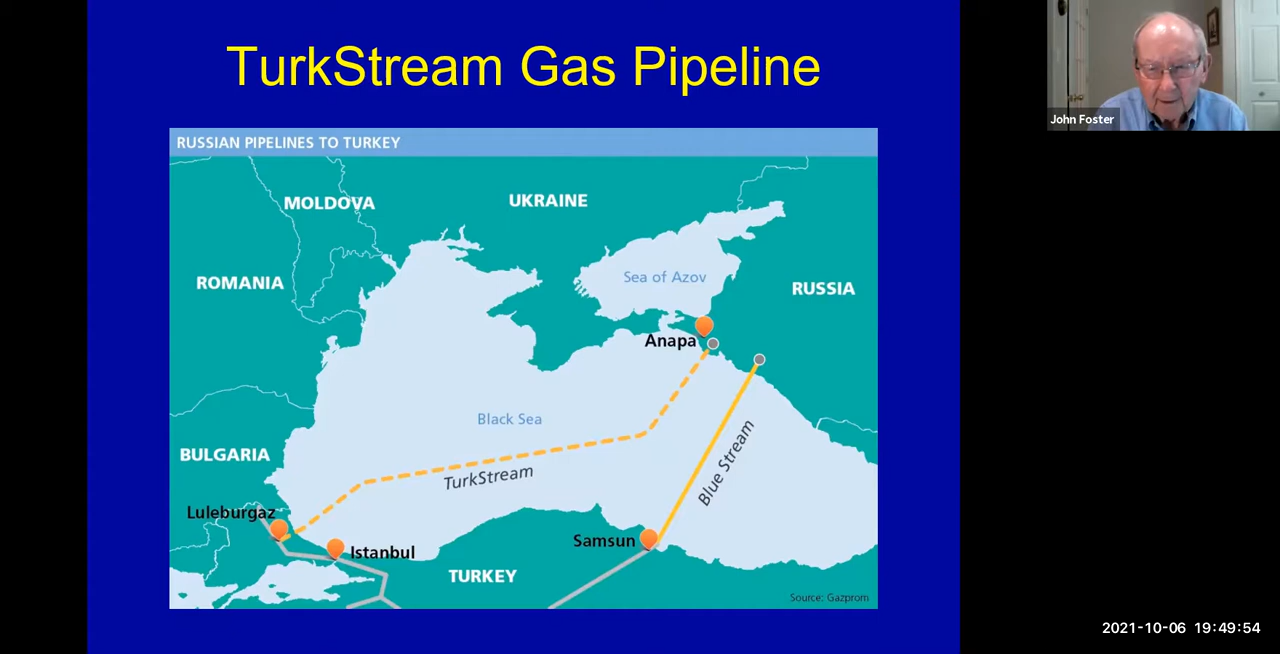 TurkStream Gas Pipeline
John Foster
RUSSIAN PIPELINES TO TURKEY
MOLDOVA
UKRAINE
ROMANIA
Sea of Azov
RUSSIA
Anapa
Black Sea
BULGARIA
TurkStream
Blue Stream
Luleburgaz
Istanbul
Samsun
TURKEY
Source: Gazprom
2021-10-06 19:49:54